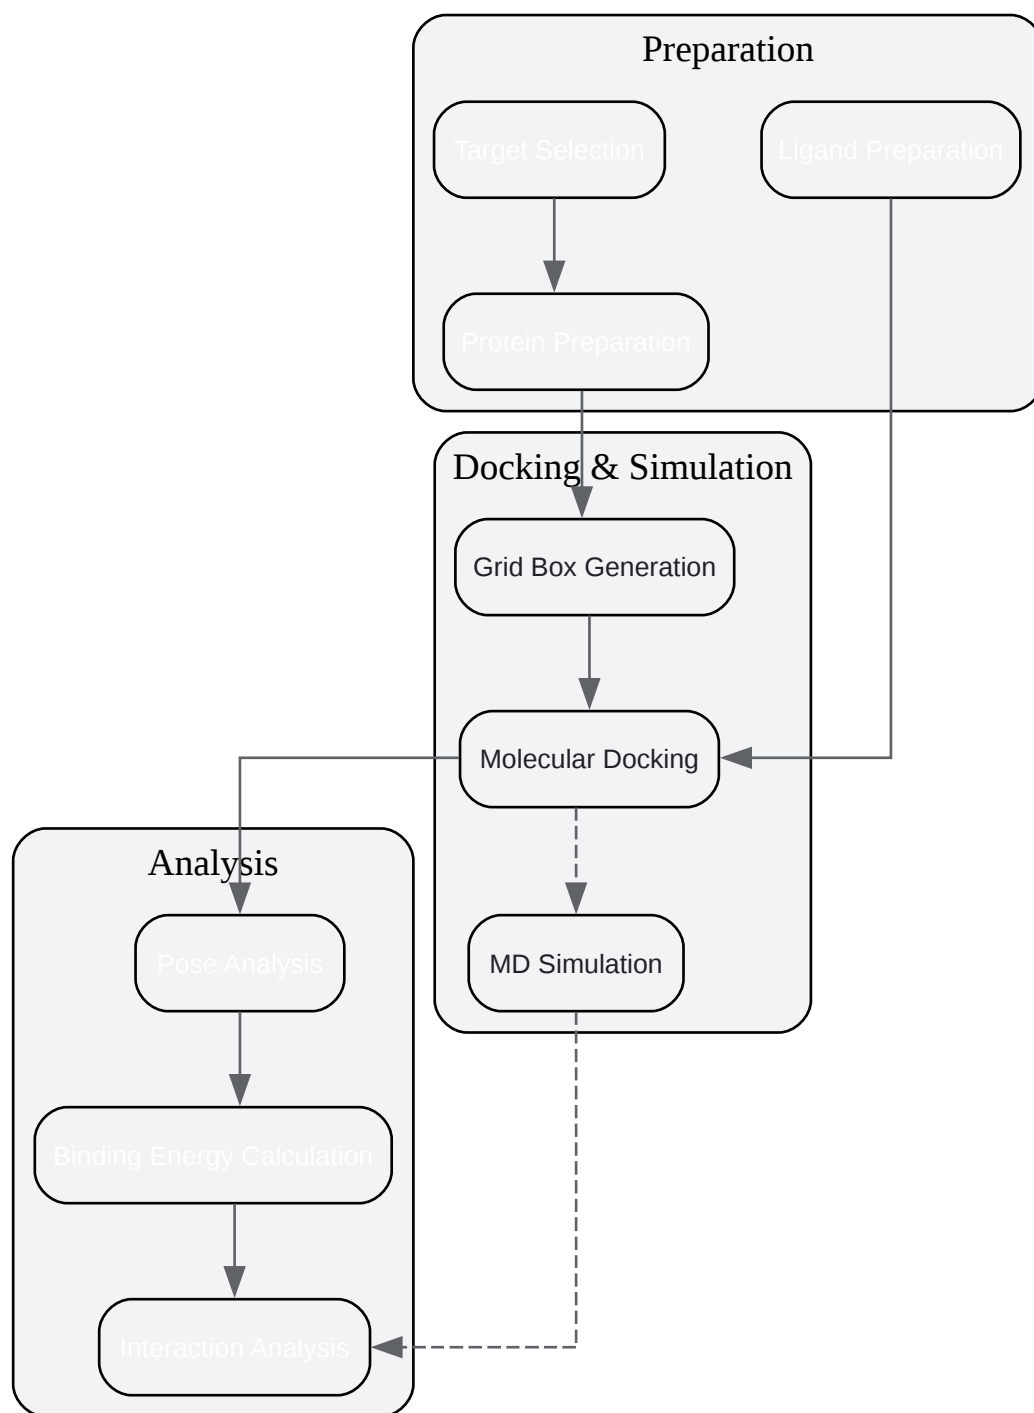 Preparation
Target Selection
Ligand Preparation
Protein Preparation
Docking & Simulation
Grid Box Generation
Molecular Docking
MD Simulation
Analysis
Pose Analysis
Binding Energy Calculation
Interaction Analysis